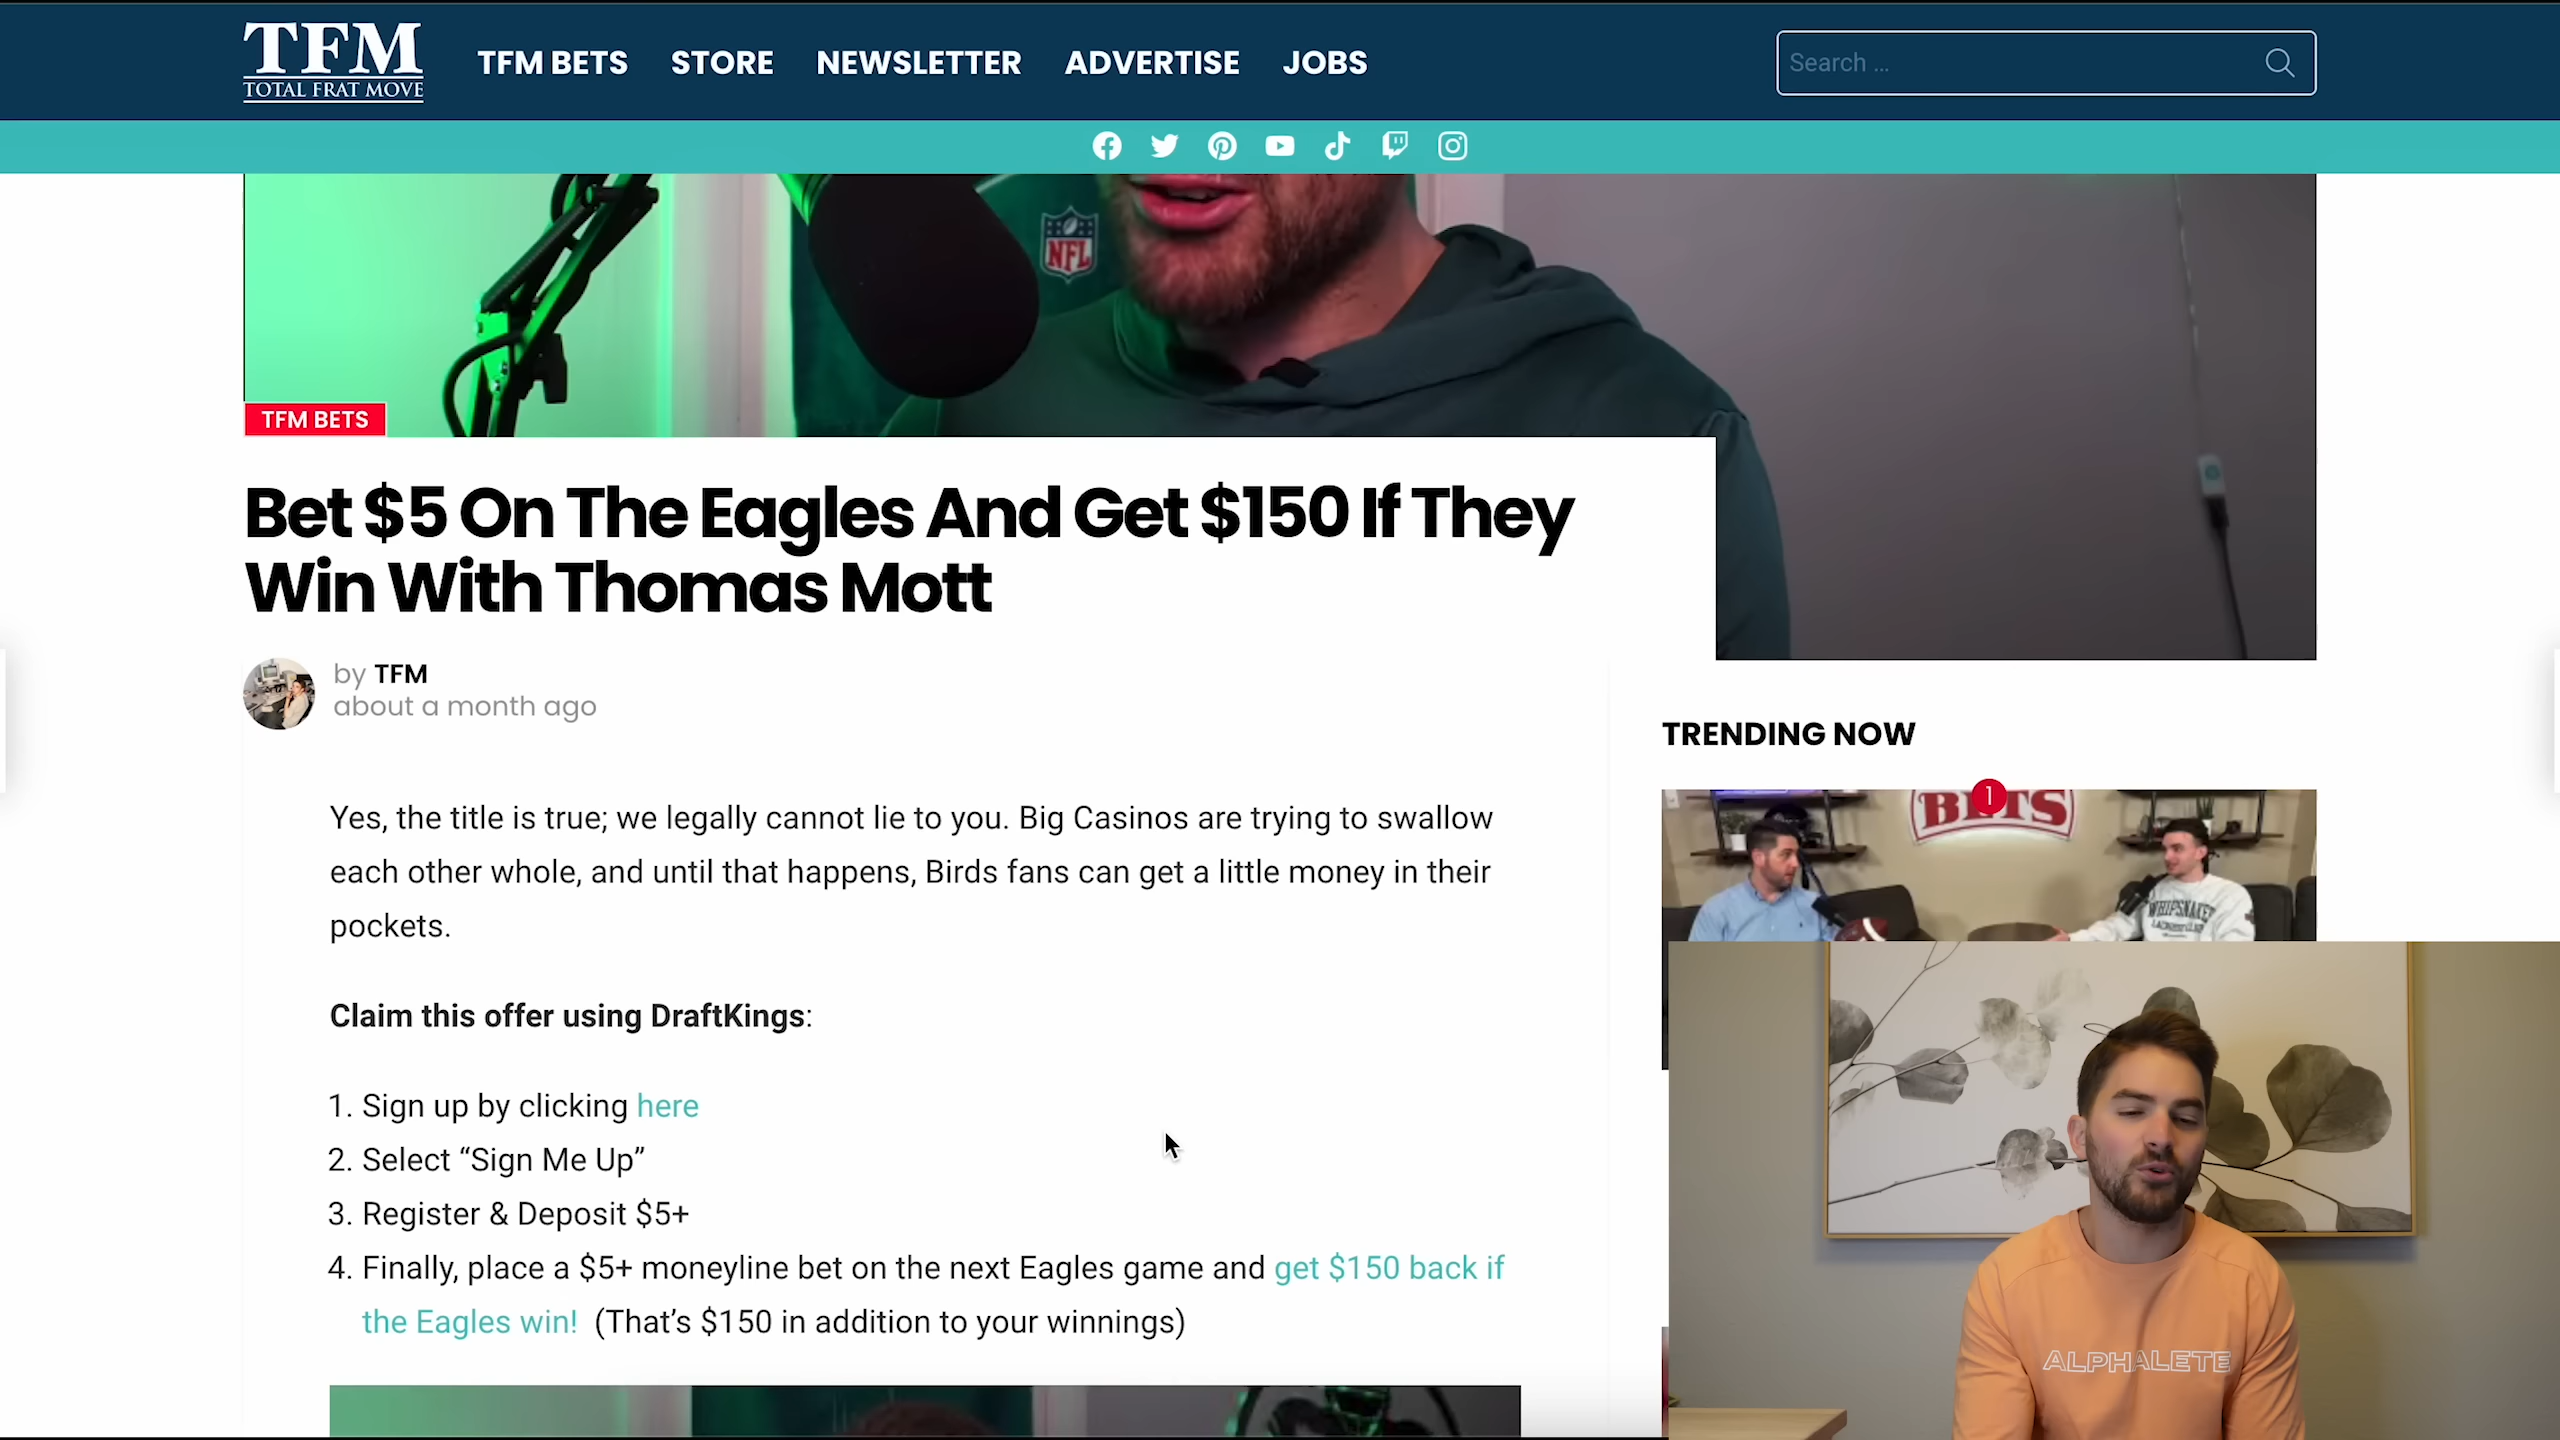 TFM
TOTAL FRAT MOVE
TFM BETS STORE NEWSLETTER ADVERTISE JOBS
Search ...
NFL
TFM BETS
Bet $5 On The Eagles And Get $150 If They
Win With Thomas Mott
by TFM
about a month ago
Yes, the title is true; we legally cannot lie to you. Big Casinos are trying to swallow
each other whole, and until that happens, Birds fans can get a little money in their
pockets.
Claim this offer using DraftKings:
1. Sign up by clicking here
2. Select “Sign Me Up”
3. Register & Deposit $5+
4. Finally, place a $5+ moneyline bet on the next Eagles game and get $150 back if
the Eagles win! (That’s $150 in addition to your winnings)
TRENDING NOW
1
BETS
WHIPSNAKES
ALPHALETE